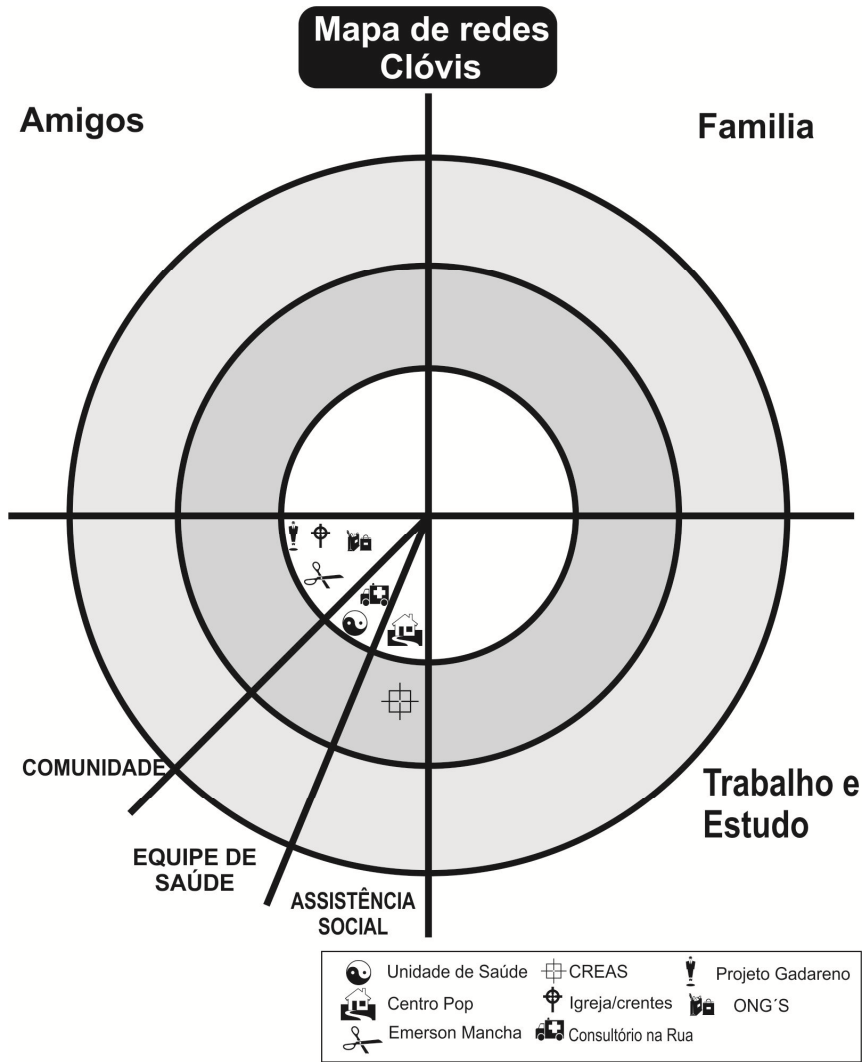 Mapa de redes
Clóvis
Amigos
Familia
COMUNIDADE
EQUIPE DE
SAÚDE
ASSISTÊNCIA
SOCIAL
Trabalho e
Estudo
Unidade de Saúde
CREAS
Projeto Gadareno
Centro Pop
Igreja/crentes
ONG´S
Emerson Mancha
Consultório na Rua